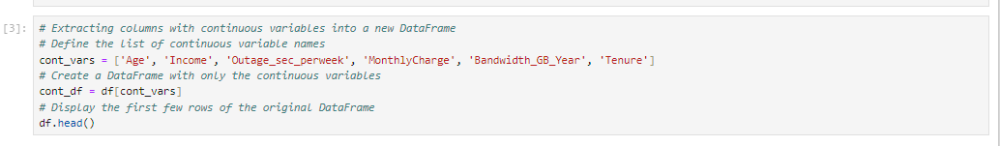 [3]:
# Extracting columns with continuous variables into a new DataFrame
# Define the list of continuous variable names
cont_vars = ['Age', 'Income', 'Outage_sec_perweek', 'MonthlyCharge', 'Bandwidth_GB_Year', 'Tenure']
# Create a DataFrame with only the continuous variables
cont_df = df[cont_vars]
# Display the first few rows of the original DataFrame
df.head()